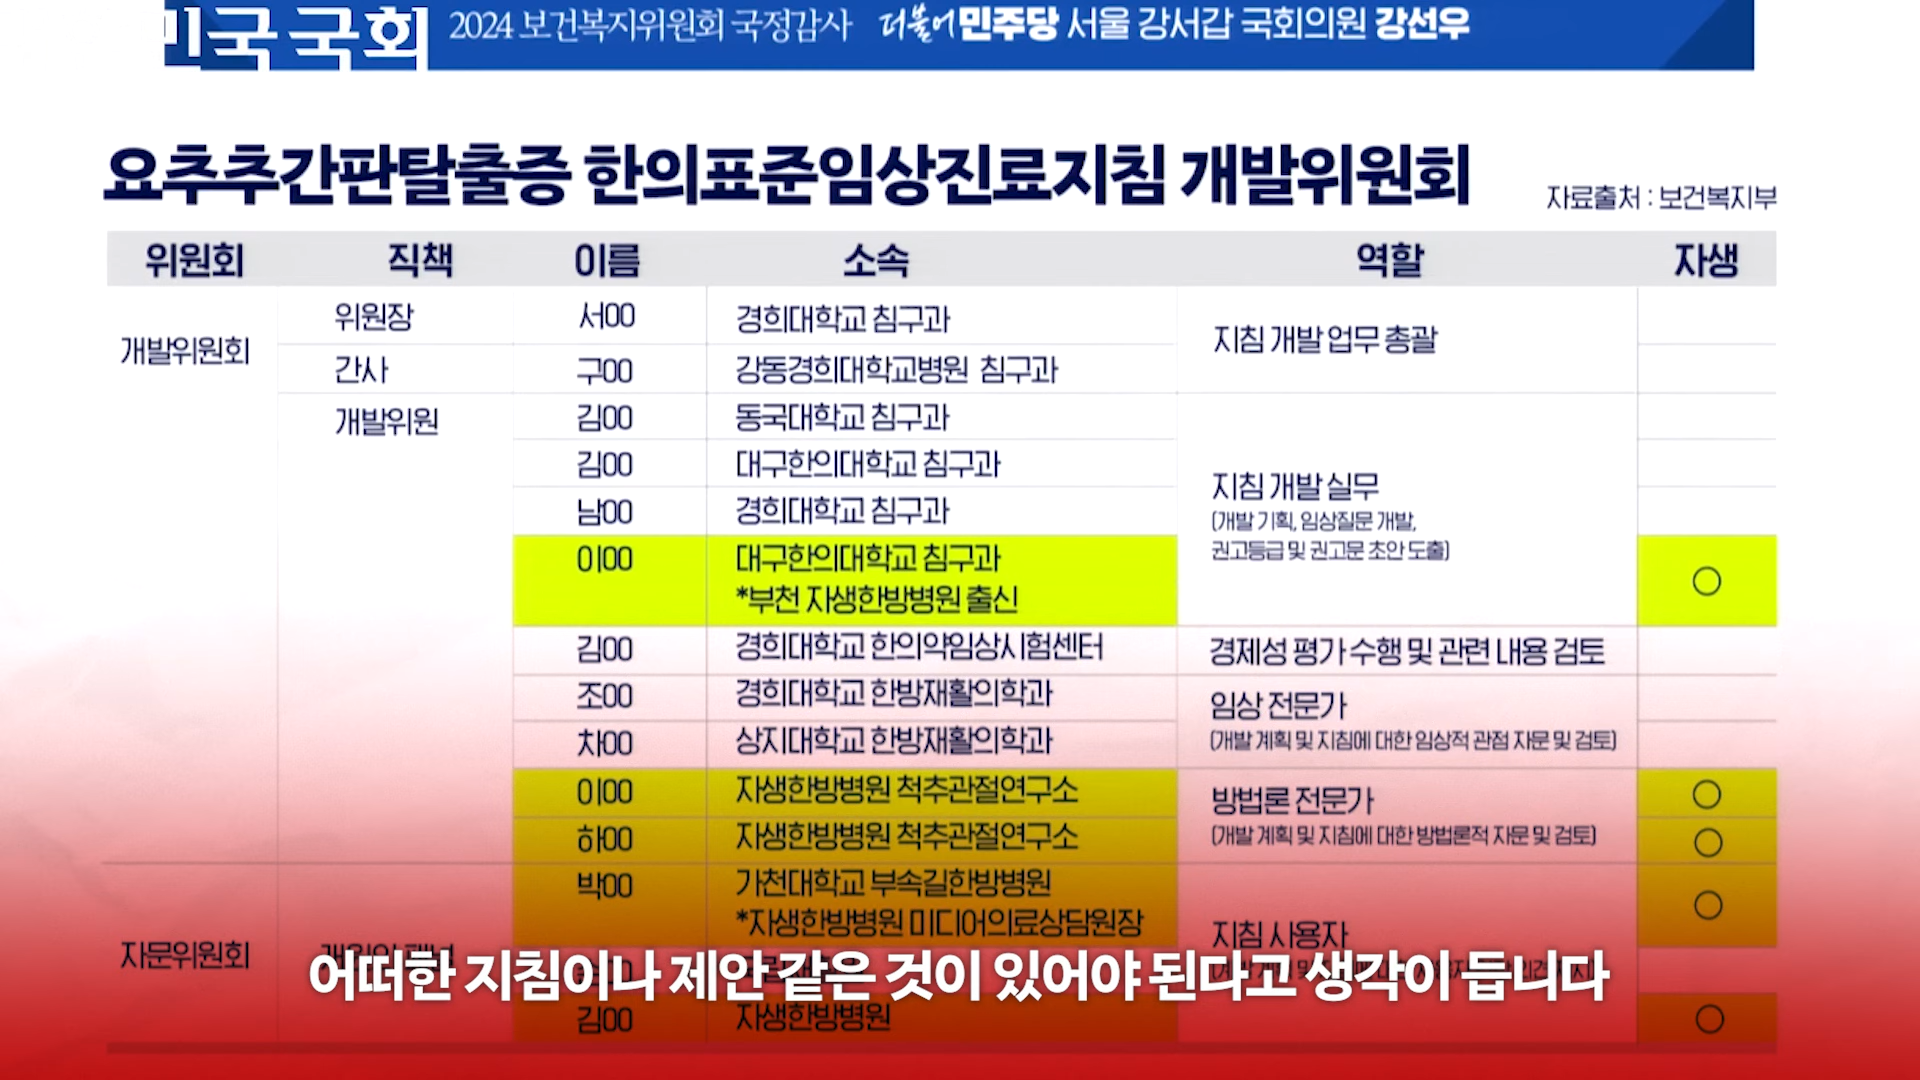 국 국회 2024 보건복지위원회 국정감사 더불어민주당 서울 강서갑 국회의원 강선우
요추추간판탈출증 한의표준임상진료지침 개발위원회
자료출처 : 보건복지부
위원회 직책 이름 소속 역할 자생
개발위원회
위원장 서00 경희대학교 침구과
지침 개발 업무 총괄
간사 구00 강동경희대학교병원 침구과
개발위원 김00 동국대학교 침구과
김00 대구한의대학교 침구과
남00 경희대학교 침구과
지침 개발 실무
(개발 기획, 임상질문 개발,
권고등급 및 권고문 초안 도출)
이00 대구한의대학교 침구과
*부천 자생한방병원 출신 ○
김00 경희대학교 한의약임상시험센터 경제성 평가 수행 및 관련 내용 검토
조00 경희대학교 한방재활의학과
차00 상지대학교 한방재활의학과
임상 전문가
(개발 계획 및 지침에 대한 임상적 관점 자문 및 검토)
이00 자생한방병원 척추관절연구소 ○
하00 자생한방병원 척추관절연구소 ○
방법론 전문가
(개발 계획 및 지침에 대한 방법론적 자문 및 검토)
자문위원회
박00 가천대학교 부속길한방병원
*자생한방병원 미디어의료상담원장 ○
지침 사용자
어떠한 지침이나 제안 같은 것이 있어야 된다고 생각이 듭니다
김00 자생한방병원 ○